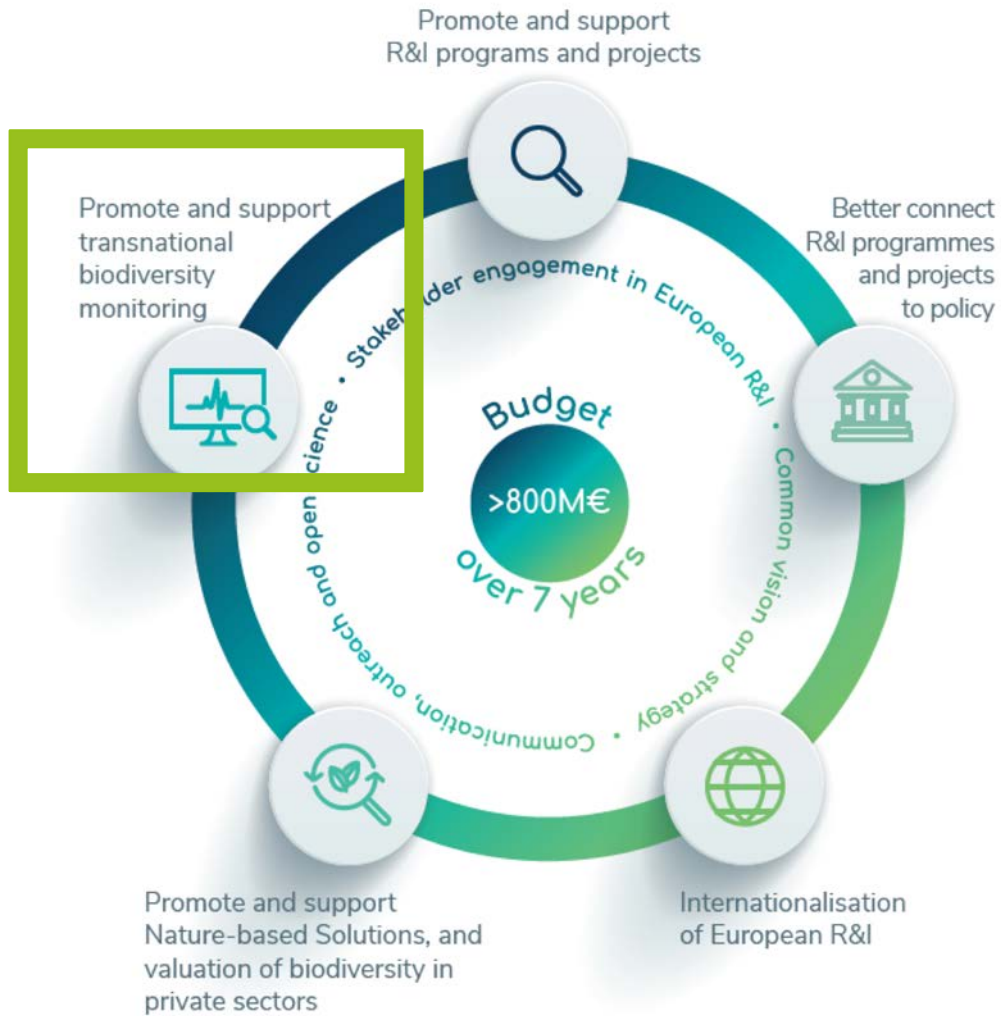 Promote and support
R&I programs and projects
Promote and support
transnational
biodiversity
monitoring
Better connect
R&I programmes
and projects
to policy
Stakeholder engagement in European R&I • Common vision and strategy • Communication, outreach and open cience •
Budget
>800M€
over 7 years
Promote and support
Nature-based Solutions, and
valuation of biodiversity in
private sectors
Internationalisation
of European R&I